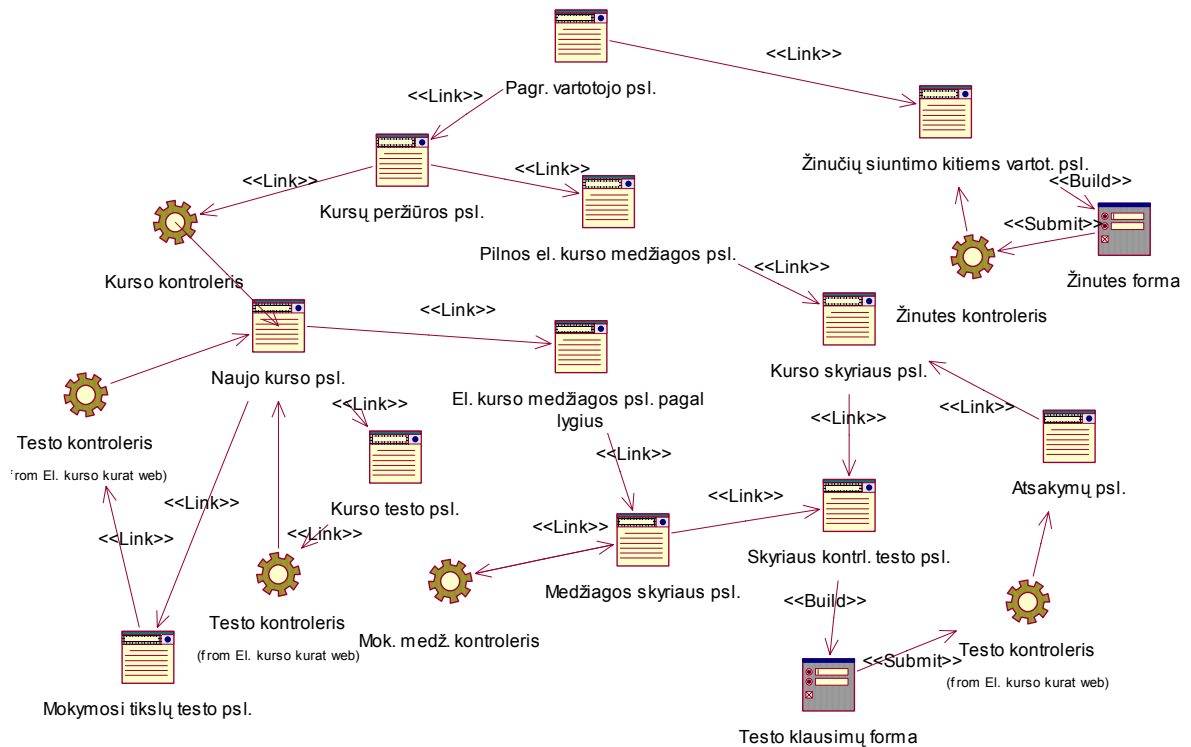 <<Link>>
Pagr. vartotojo psl.
<<Link>>
Žinučių siuntimo kitiems vartot. psl.
<<Link>>
Kursų peržiūros psl.
<<Build>>
<<Submit>>
Žinutes forma
Kurso kontroleris
Pilnos el. kurso medžiagos psl.
<<Link>>
Žinutes kontroleris
<<Link>>
Kurso skyriaus psl.
Naujo kurso psl.
El. kurso medžiagos psl. pagal
lygius
<<Link>>
<<Link>>
Testo kontroleris
from El. kurso kurat web)
<<Link>>
<<Link>>
Atsakymų psl.
<<Link>>
<<Link>>
Kurso testo psl.
<<Link>>
<<Link>>
<<Link>>
<<Link>>
Skyriaus kontrl. testo psl.
Medžiagos skyriaus psl.
<<Build>>
Testo kontroleris
(from El. kurso kurat web)
Mok. medž. kontroleris
<<Submit>>
Testo kontroleris
(from El. kurso kurat web)
Mokymosi tikslų testo psl.
Testo klausimų forma